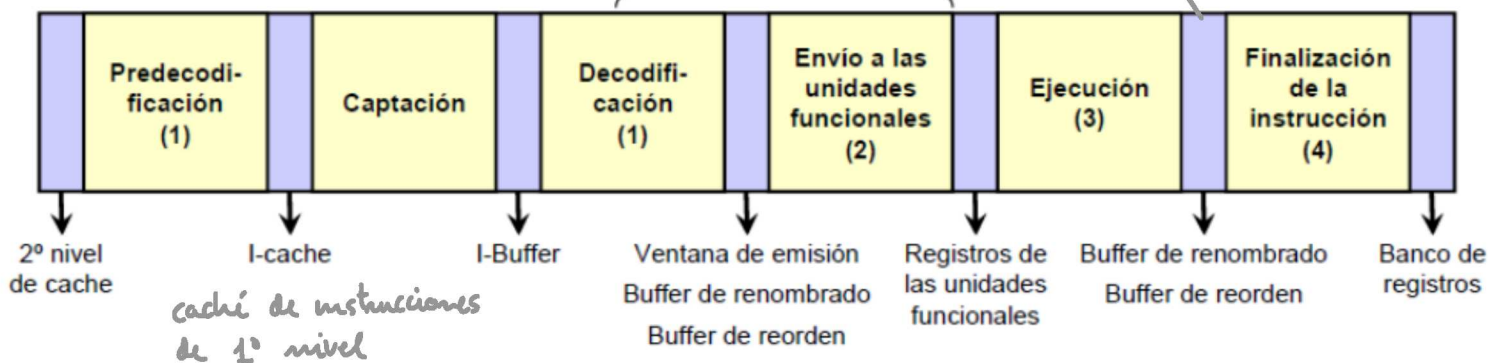 Predecodi-
ficación
(1)
Captación
Decodifi-
cación
(1)
Envío a las
unidades
funcionales
(2)
Ejecución
(3)
Finalización
de la
instrucción
(4)
2º nivel
de cache
I-cache
I-Buffer
Ventana de emisión
Buffer de renombrado
Buffer de reorden
Registros de
las unidades
funcionales
Buffer de renombrado
Buffer de reorden
Banco de
registros
caché de instrucciones
de 1º nivel